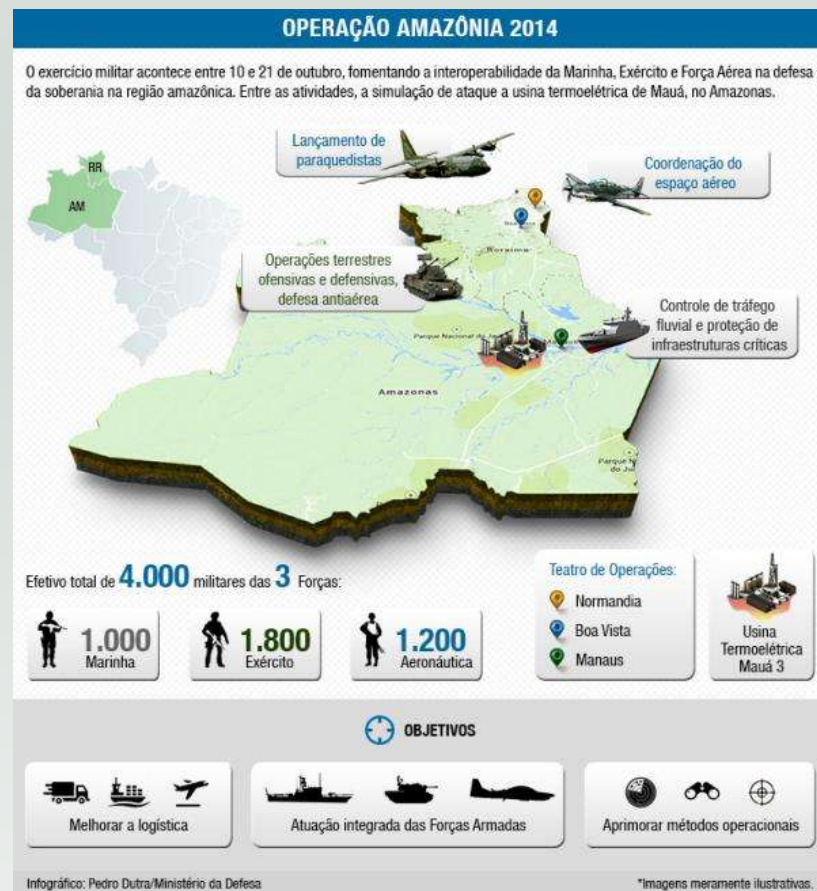 OPERAÇÃO AMAZÔNIA 2014
O exercício militar acontece entre 10 e 21 de outubro, fomentando a interoperabilidade da Marinha, Exército e Força Aérea na defesa
da soberania na região amazônica. Entre as atividades, a simulação de ataque a usina termoelétrica de Mauá, no Amazonas.
Lançamento de
paraquedistas
Coordenação do
espaço aéreo
RR
AM
Roraima
Operações terrestres
ofensivas e defensivas,
defesa antiaérea
Controle de tráfego
fluvial e proteção de
infraestruturas críticas
Parque Nacional do
Amazonas
Efetivo total de 4.000 militares das 3 Forças:
1.000
Marinha
1.800
Exército
1.200
Aeronáutica
Teatro de Operações:
Normandia
Boa Vista
Manaus
Usina
Termoelétrica
Mauá 3
OBJETIVOS
Melhorar a logística
Atuação integrada das Forças Armadas
Aprimorar métodos operacionais
Infográfico: Pedro Dutra/Ministério da Defesa
*Imagens meramente ilustrativas.